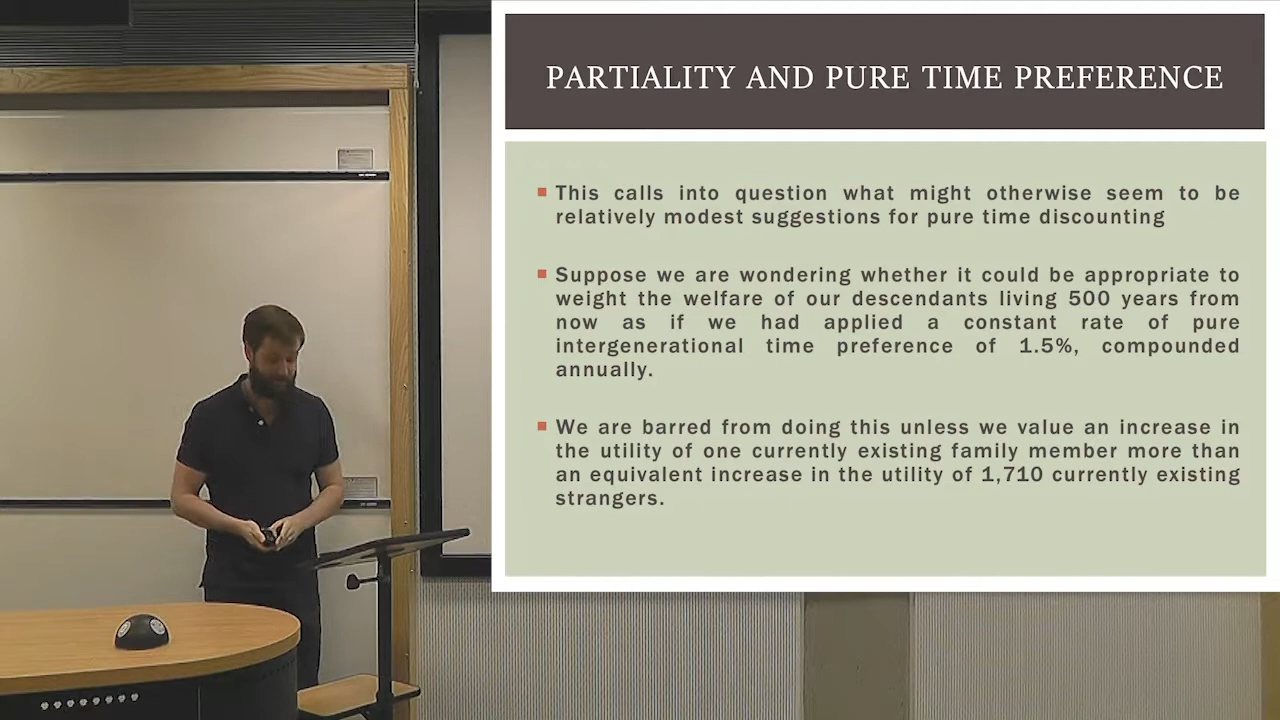 PARTIALITY AND PURE TIME PREFERENCE
This calls into question what might otherwise seem to be
relatively modest suggestions for pure time discounting
Suppose we are wondering whether it could be appropriate to
weight the welfare of our descendants living 500 years from
now as if we had applied a constant rate of pure
intergenerational time preference of 1.5%, compounded
annually.
We are barred from doing this unless we value an increase in
the utility of one currently existing family member more than
an equivalent increase in the utility of 1,710 currently existing
strangers.